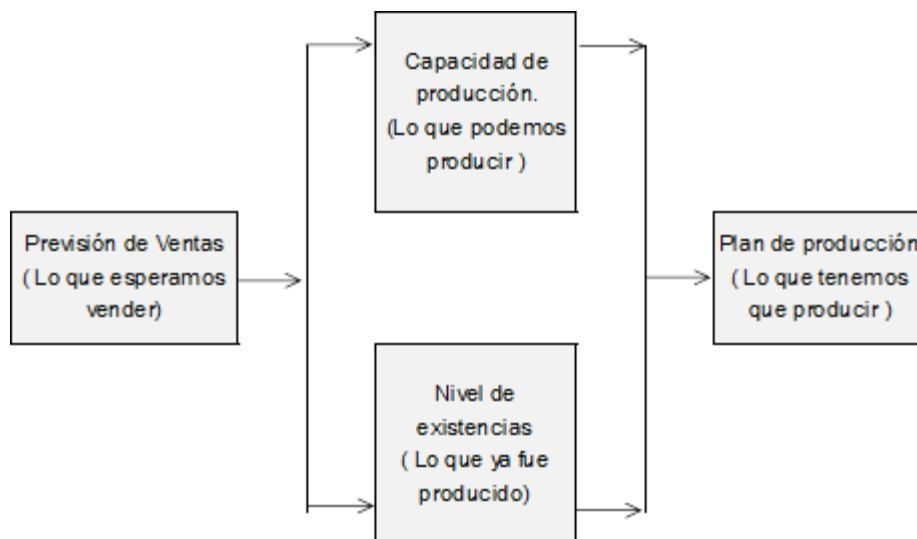 Capacidad de
producción.
(Lo que podemos
producir )
Previsión de Ventas
( Lo que esperamos
vender)
Plan de producción
( Lo que tenemos
que producir )
Nivel de
existencias
( Lo que ya fue
producido)